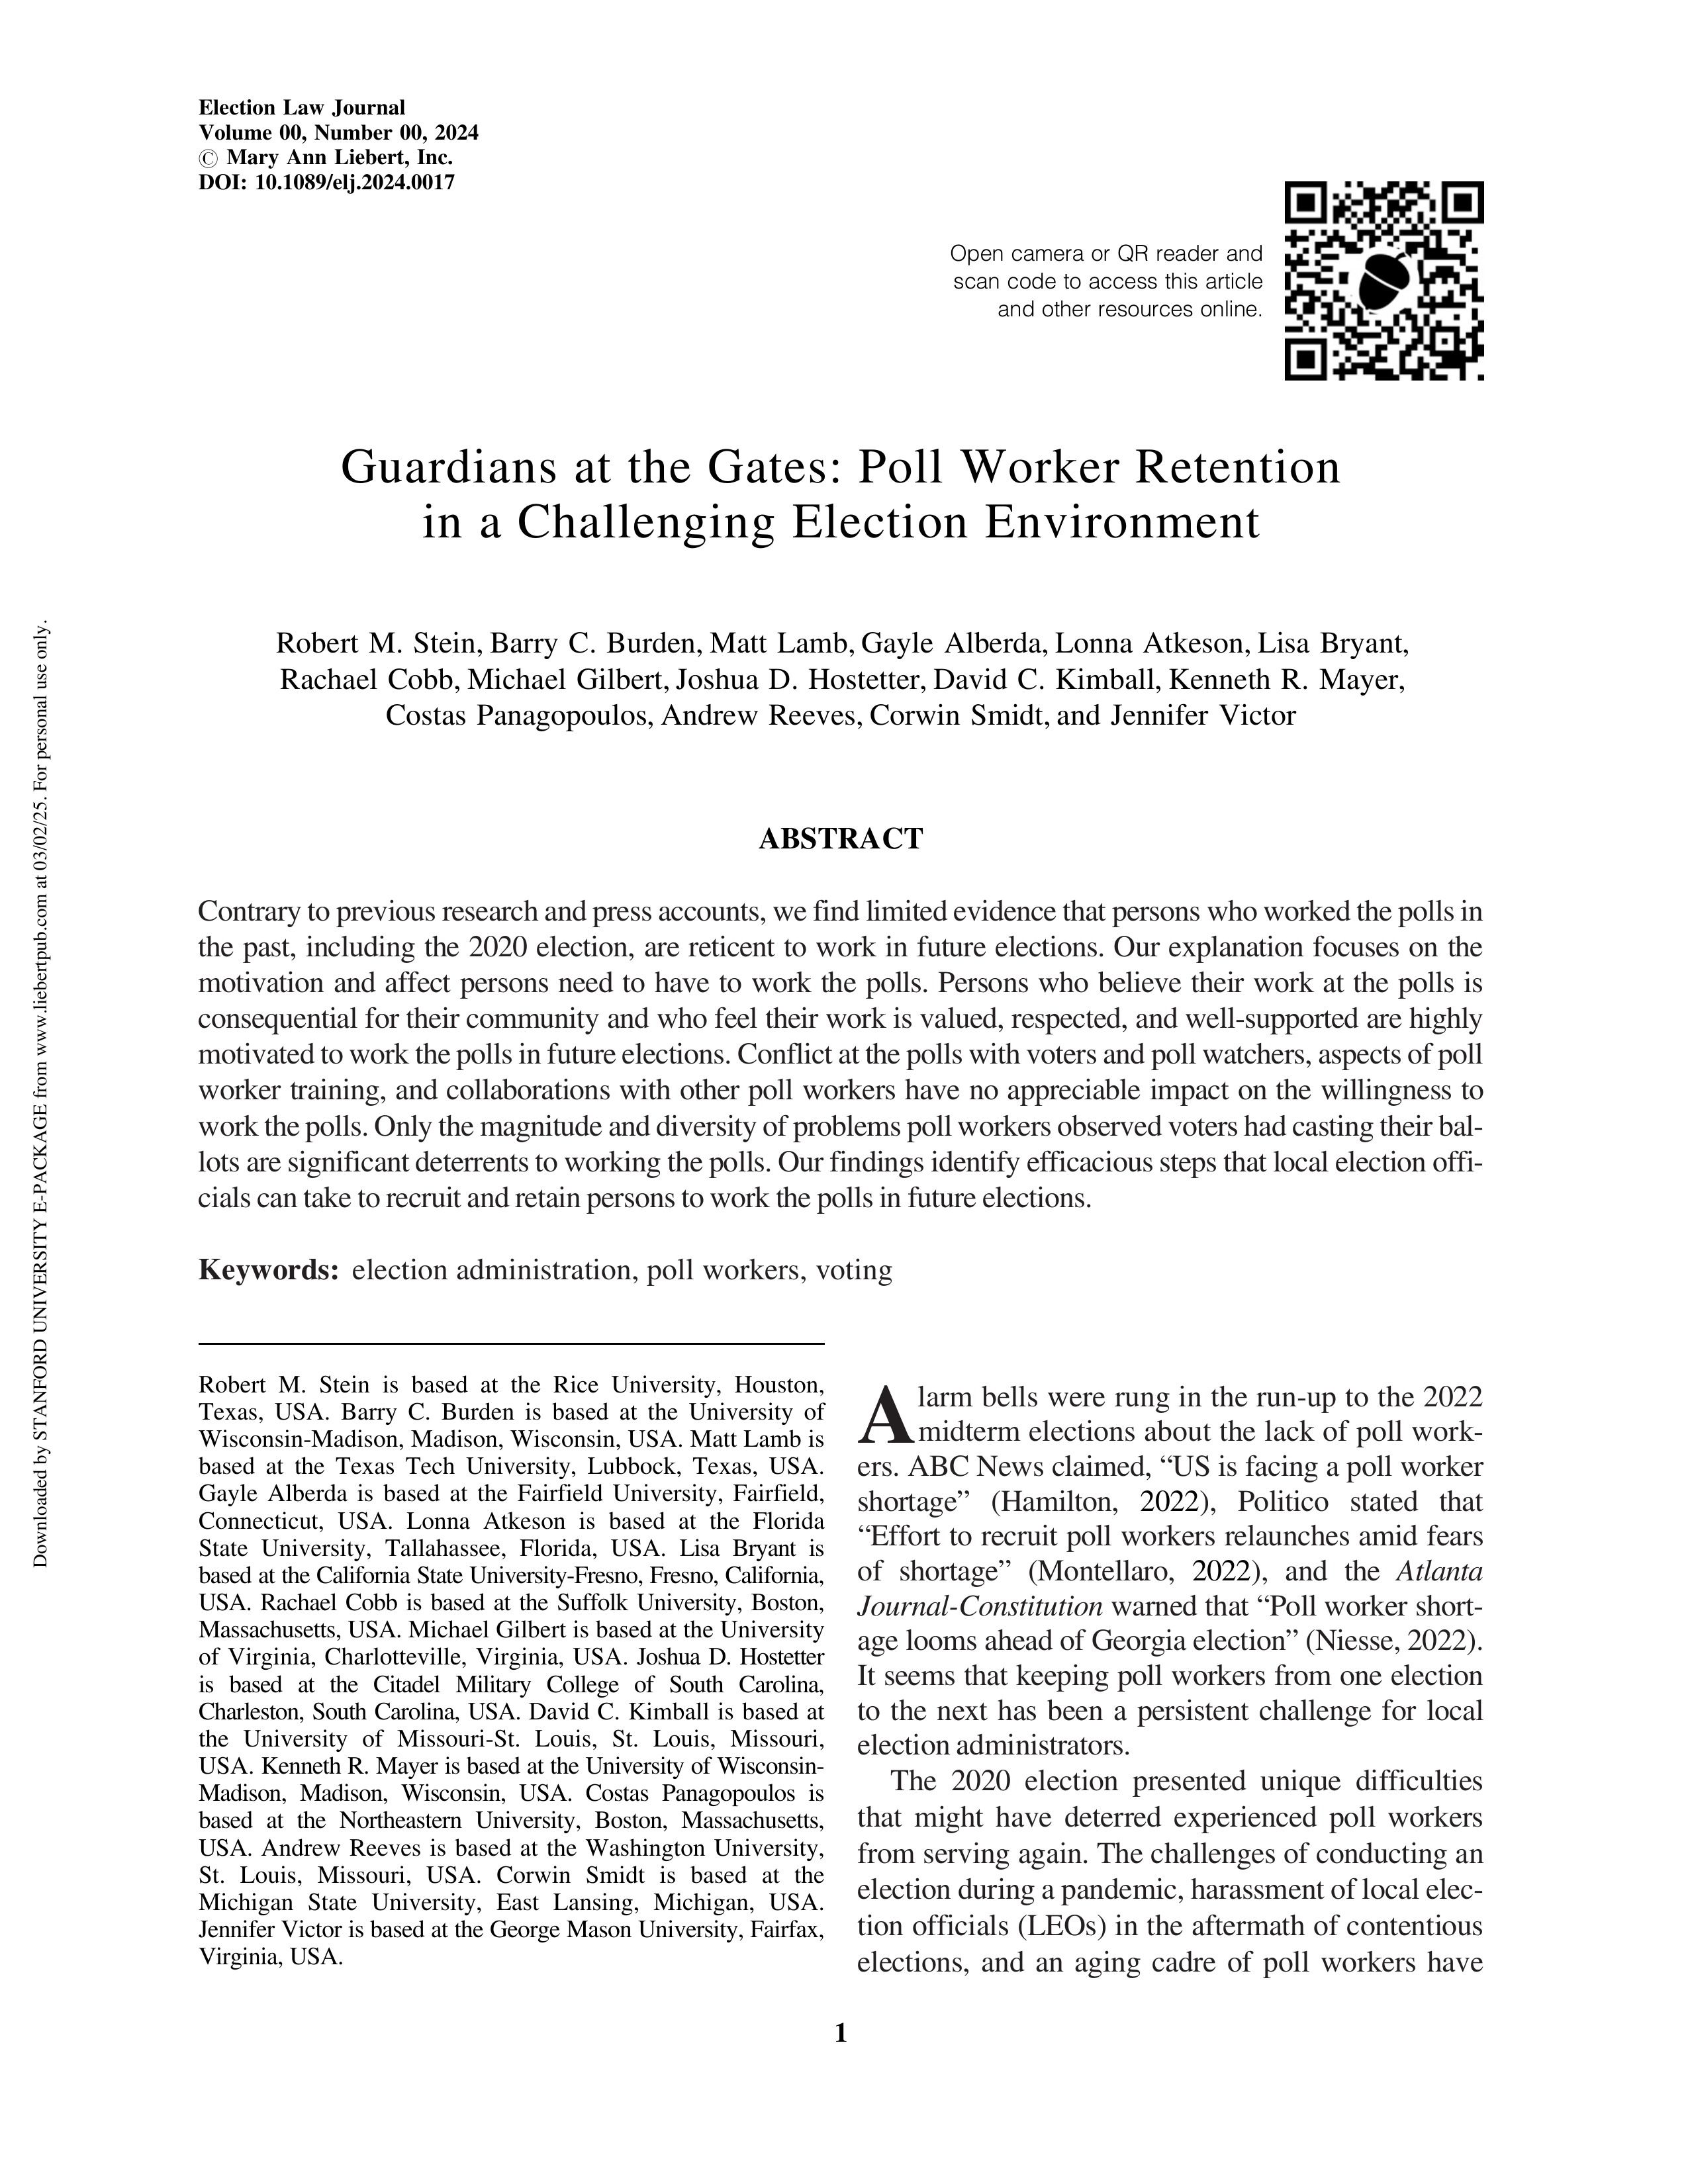 Election Law Journal
Volume 00, Number 00, 2024
© Mary Ann Liebert, Inc.
DOI: 10.1089/elj.2024.0017
Open camera or QR reader and
scan code to access this article
and other resources online.
Guardians at the Gates: Poll Worker Retention
in a Challenging Election Environment
Robert M. Stein, Barry C. Burden, Matt Lamb, Gayle Alberda, Lonna Atkeson, Lisa Bryant,
Rachael Cobb, Michael Gilbert, Joshua D. Hostetter, David C. Kimball, Kenneth R. Mayer,
Costas Panagopoulos, Andrew Reeves, Corwin Smidt, and Jennifer Victor
ABSTRACT
Contrary to previous research and press accounts, we find limited evidence that persons who worked the polls in
the past, including the 2020 election, are reticent to work in future elections. Our explanation focuses on the
motivation and affect persons need to have to work the polls. Persons who believe their work at the polls is
consequential for their community and who feel their work is valued, respected, and well-supported are highly
motivated to work the polls in future elections. Conflict at the polls with voters and poll watchers, aspects of poll
worker training, and collaborations with other poll workers have no appreciable impact on the willingness to
work the polls. Only the magnitude and diversity of problems poll workers observed voters had casting their bal-
lots are significant deterrents to working the polls. Our findings identify efficacious steps that local election offi-
cials can take to recruit and retain persons to work the polls in future elections.
Keywords: election administration, poll workers, voting
Robert M. Stein is based at the Rice University, Houston,
Texas, USA. Barry C. Burden is based at the University of
Wisconsin-Madison, Madison, Wisconsin, USA. Matt Lamb is
based at the Texas Tech University, Lubbock, Texas, USA.
Gayle Alberda is based at the Fairfield University, Fairfield,
Connecticut, USA. Lonna Atkeson is based at the Florida
State University, Tallahassee, Florida, USA. Lisa Bryant is
based at the California State University-Fresno, Fresno, California,
USA. Rachael Cobb is based at the Suffolk University, Boston,
Massachusetts, USA. Michael Gilbert is based at the University
of Virginia, Charlotteville, Virginia, USA. Joshua D. Hostetter
is based at the Citadel Military College of South Carolina,
Charleston, South Carolina, USA. David C. Kimball is based at
the University of Missouri-St. Louis, St. Louis, Missouri,
USA. Kenneth R. Mayer is based at the University of Wisconsin-
Madison, Madison, Wisconsin, USA. Costas Panagopoulos is
based at the Northeastern University, Boston, Massachusetts,
USA. Andrew Reeves is based at the Washington University,
St. Louis, Missouri, USA. Corwin Smidt is based at the
Michigan State University, East Lansing, Michigan, USA.
Jennifer Victor is based at the George Mason University, Fairfax,
Virginia, USA.
Alarm bells were rung in the run-up to the 2022
midterm elections about the lack of poll work-
ers. ABC News claimed, “US is facing a poll worker
shortage” (Hamilton, 2022), Politico stated that
“Effort to recruit poll workers relaunches amid fears
of shortage” (Montellaro, 2022), and the Atlanta
Journal-Constitution warned that “Poll worker short-
age looms ahead of Georgia election” (Niesse, 2022).
It seems that keeping poll workers from one election
to the next has been a persistent challenge for local
election administrators.
The 2020 election presented unique difficulties
that might have deterred experienced poll workers
from serving again. The challenges of conducting an
election during a pandemic, harassment of local elec-
tion officials (LEOs) in the aftermath of contentious
elections, and an aging cadre of poll workers have
1
Downloaded by STANFORD UNIVERSITY E-PACKAGE from www.liebertpub.com at 03/02/25. For personal use only.